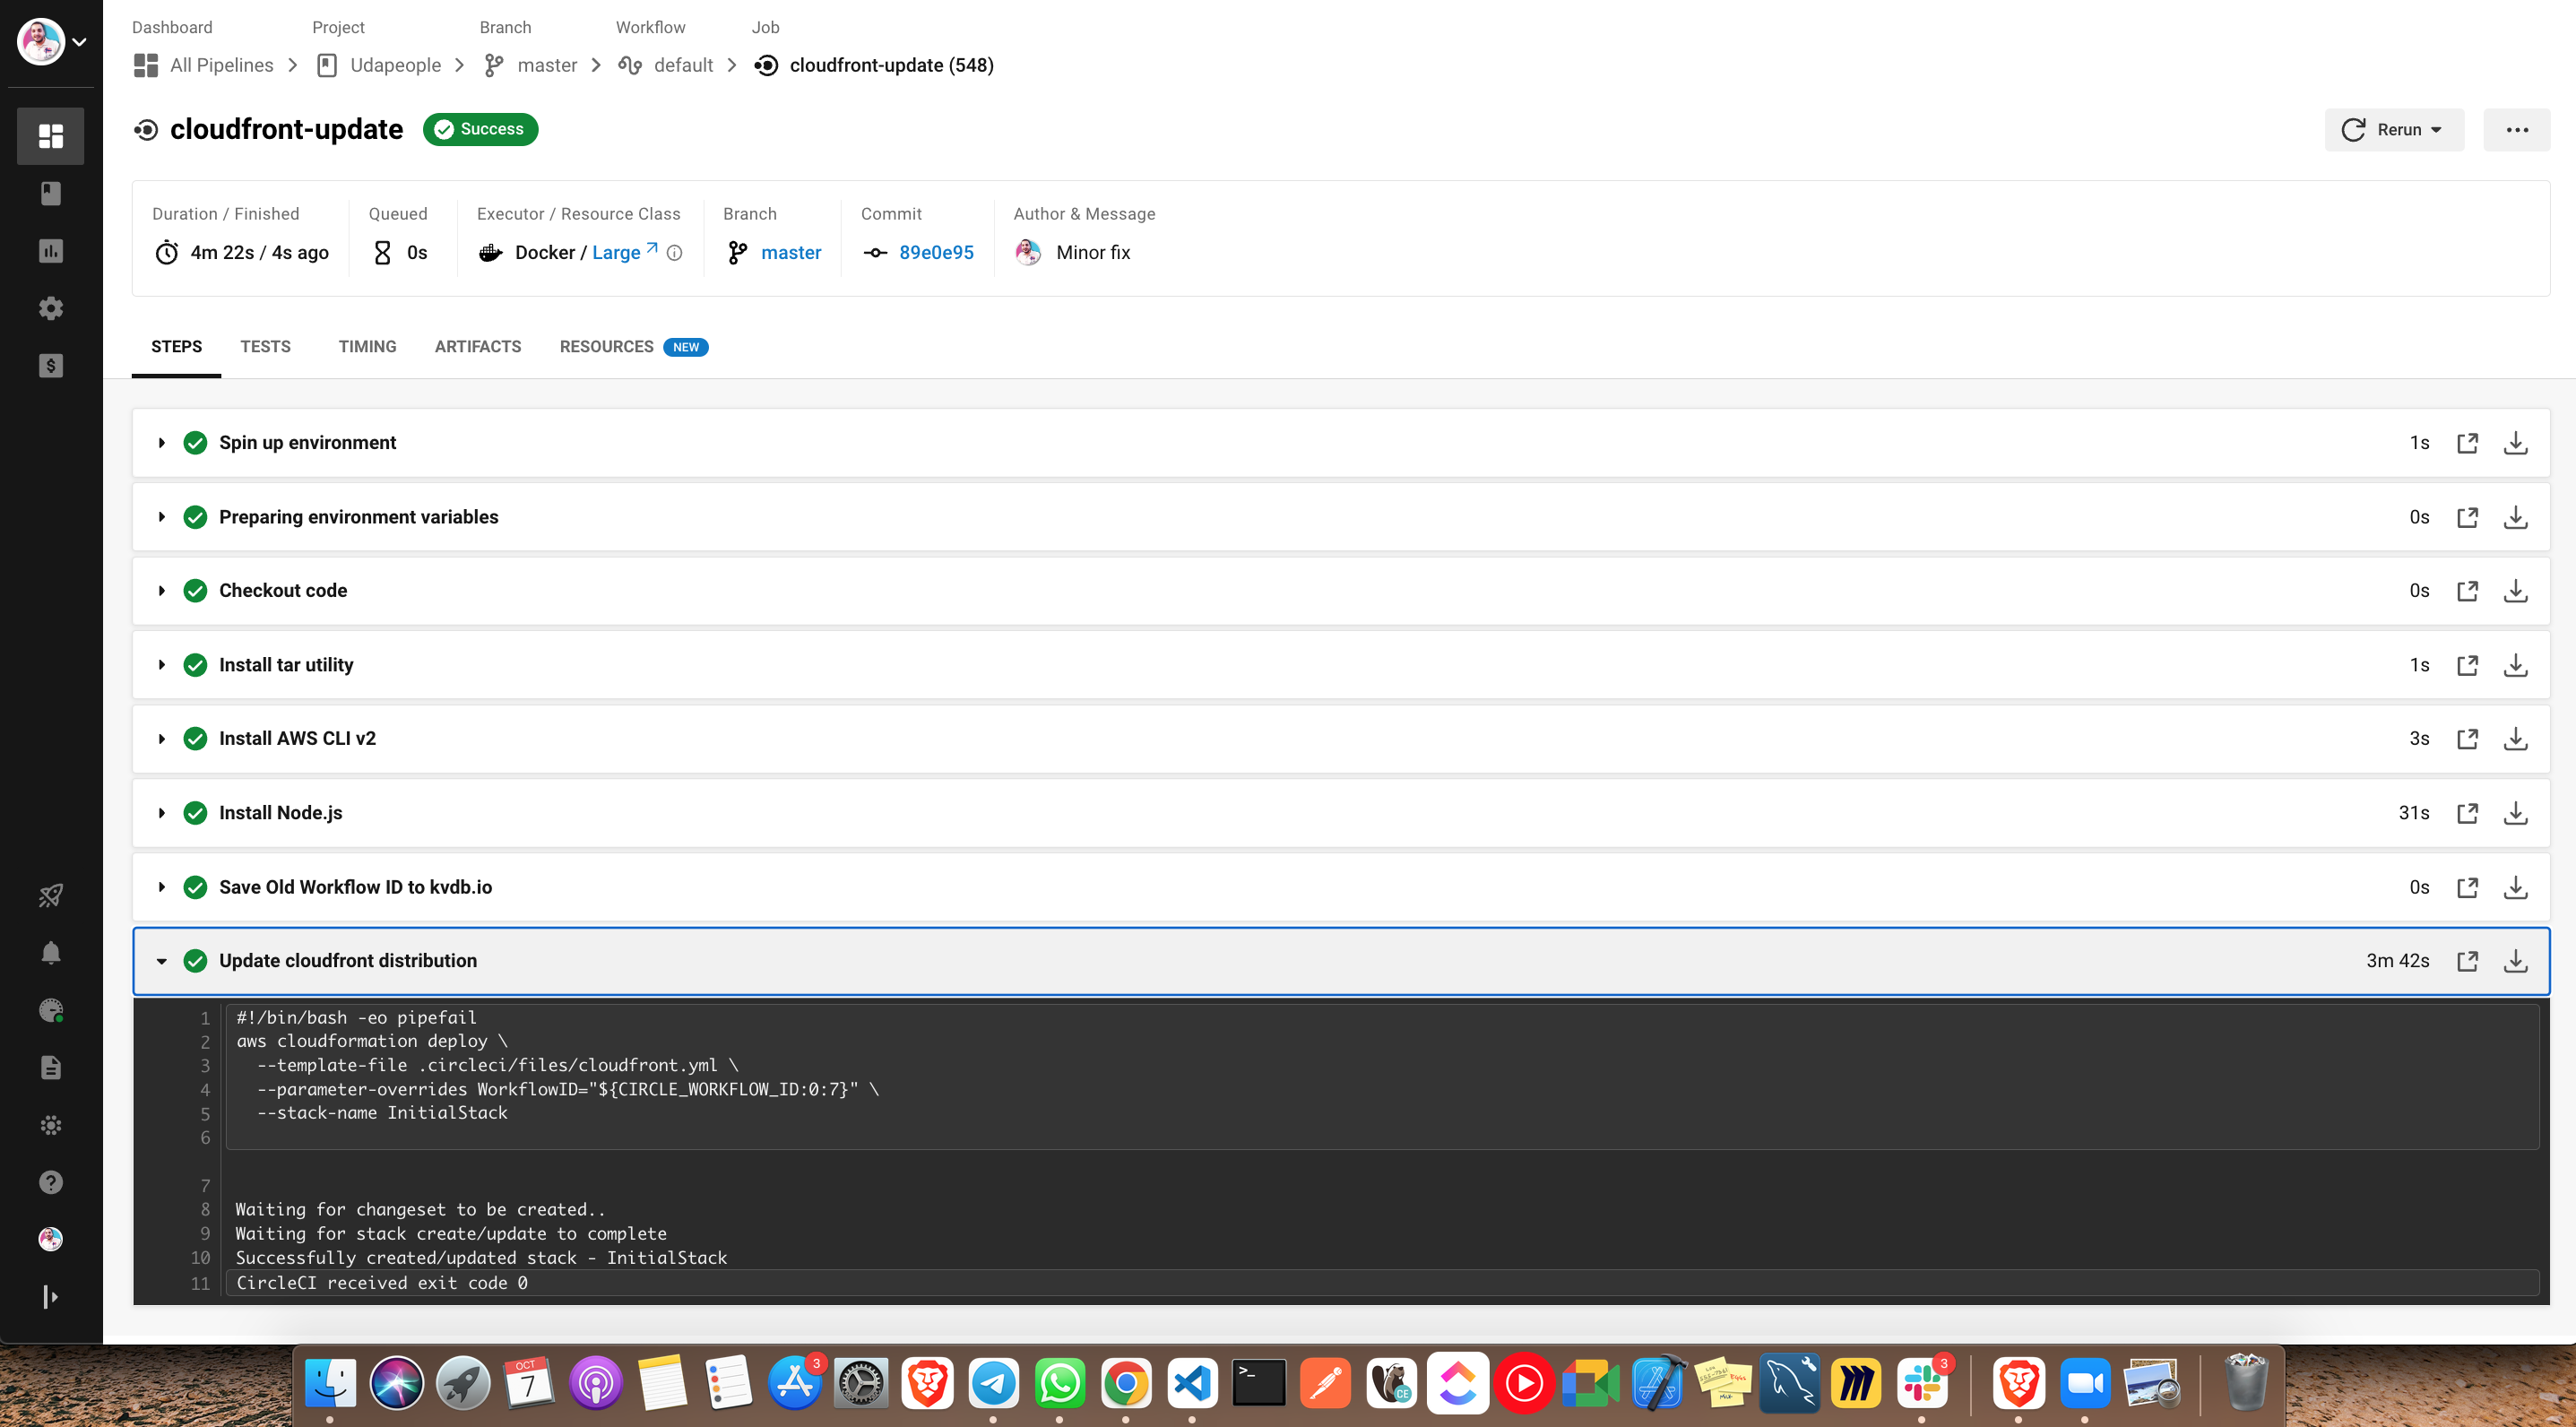 Dashboard Project Branch Workflow Job
All Pipelines Udapeople master default cloudfront-update (548)
cloudfront-update Success Rerun
Duration / Finished Queued Executor / Resource Class Branch Commit Author & Message
4m 22s / 4s ago 0s Docker / Large master 89e0e95 Minor fix
STEPS TESTS TIMING ARTIFACTS RESOURCES NEW
Spin up environment 1s
Preparing environment variables 0s
Checkout code 0s
Install tar utility 1s
Install AWS CLI v2 3s
Install Node.js 31s
Save Old Workflow ID to kvdb.io 0s
Update cloudfront distribution 3m 42s
1 #!/bin/bash -eo pipefail
2 aws cloudformation deploy \
3 --template-file .circleci/files/cloudfront.yml \
4 --parameter-overrides WorkflowID="${CIRCLE_WORKFLOW_ID:0:7}" \
5 --stack-name InitialStack
6
7
8 Waiting for changeset to be created..
9 Waiting for stack create/update to complete
10 Successfully created/updated stack - InitialStack
11 CircleCI received exit code 0
OCT
7
3
CE
3